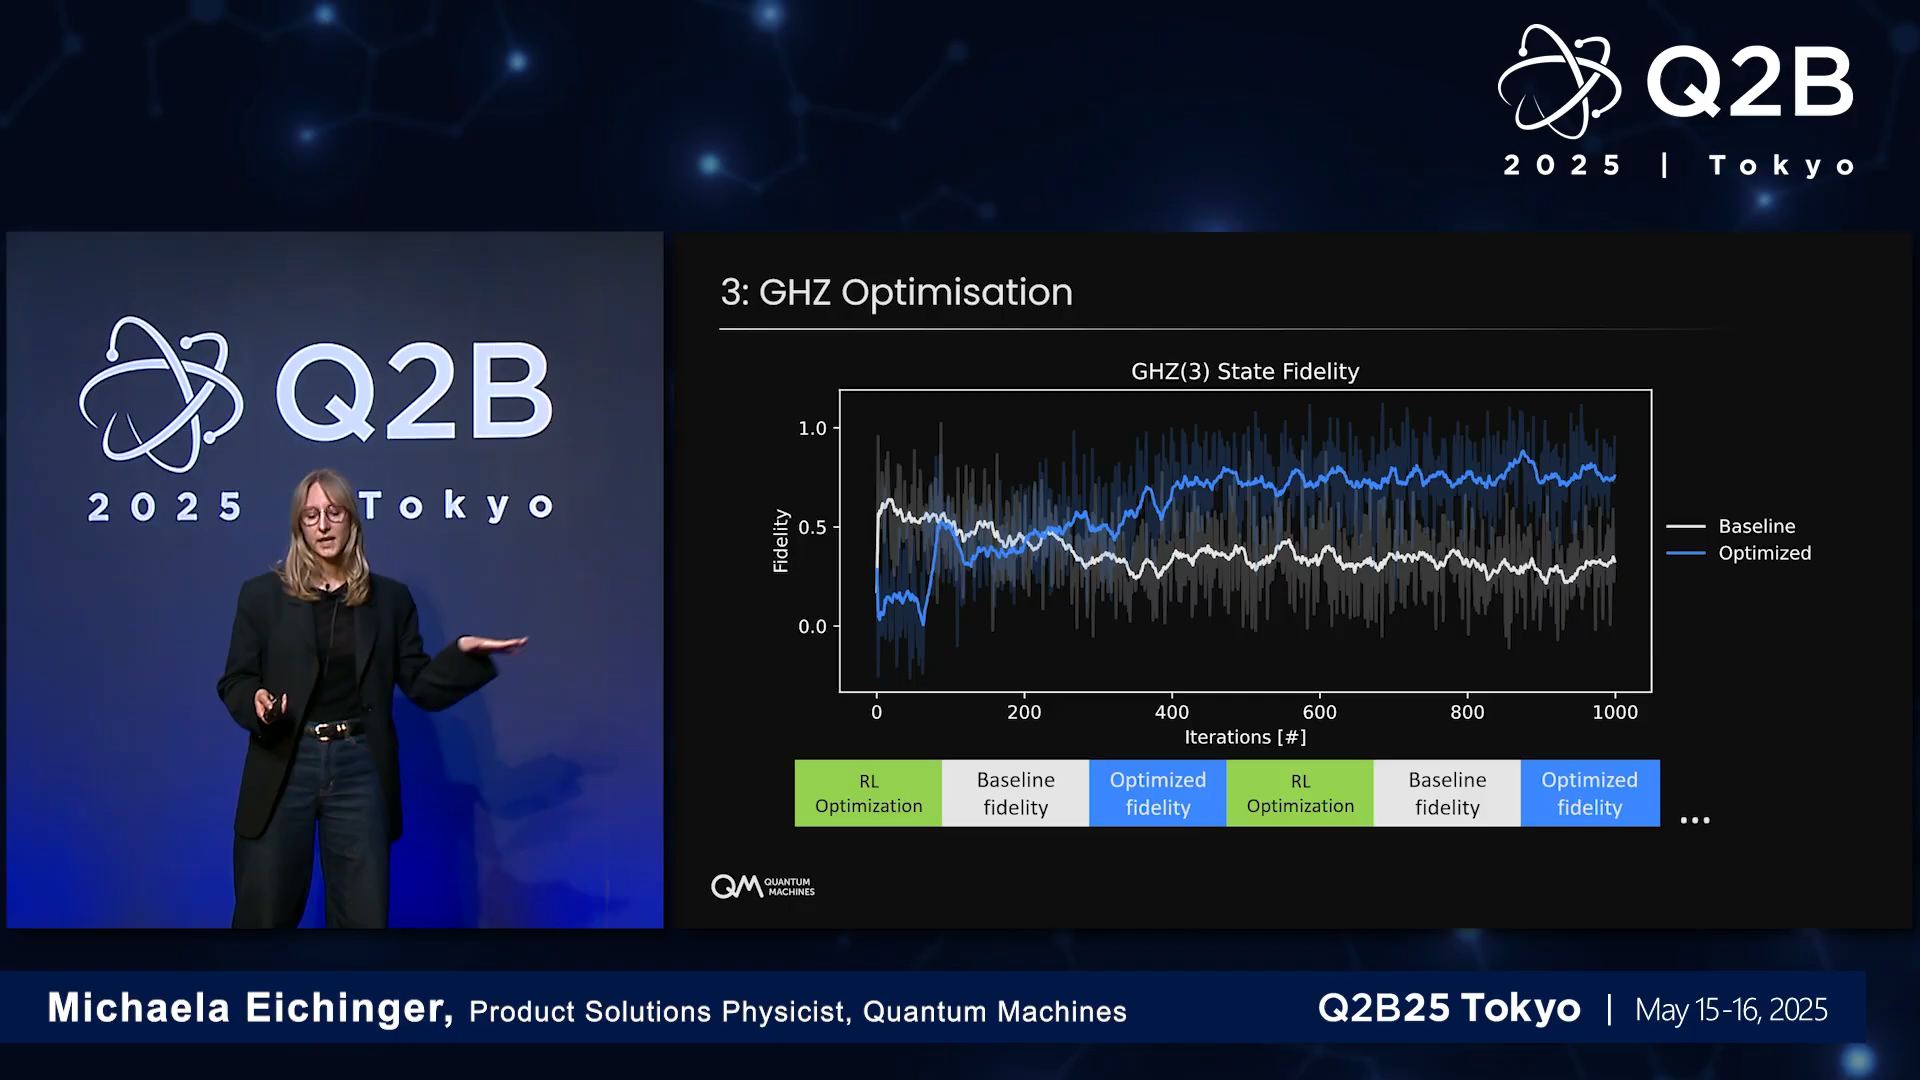 Q2B
2025 | Tokyo
Q2B
2025 Tokyo
3: GHZ Optimisation
GHZ(3) State Fidelity
1.0
0.5
0.0
Fidelity
0 200 400 600 800 1000
Iterations [#]
Baseline
Optimized
RL Optimization
Baseline fidelity
Optimized fidelity
RL Optimization
Baseline fidelity
Optimized fidelity
...
QM QUANTUM MACHINES
Michaela Eichinger, Product Solutions Physicist, Quantum Machines
Q2B25 Tokyo | May 15-16, 2025